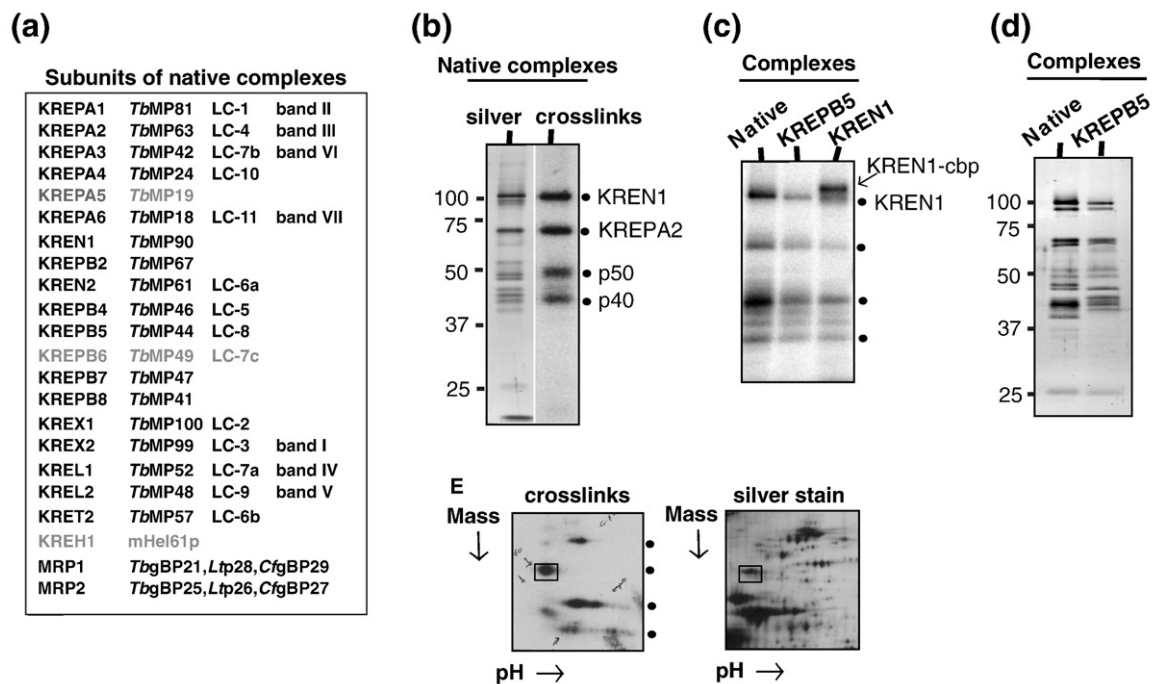 (a)
Subunits of native complexes
KREPA1 TbMP81 LC-1 band II
KREPA2 TbMP63 LC-4 band III
KREPA3 TbMP42 LC-7b band VI
KREPA4 TbMP24 LC-10
KREPA5 TbMP19
KREPA6 TbMP18 LC-11 band VII
KREN1 TbMP90
KREPB2 TbMP67
KREN2 TbMP61 LC-6a
KREPB4 TbMP46 LC-5
KREPB5 TbMP44 LC-8
KREPB6 TbMP49 LC-7c
KREPB7 TbMP47
KREPB8 TbMP41
KREX1 TbMP100 LC-2
KREX2 TbMP99 LC-3 band I
KREL1 TbMP52 LC-7a band IV
KREL2 TbMP48 LC-9 band V
KRET2 TbMP57 LC-6b
KREH1 mHel61p
MRP1 TbgBP21,Ltp28,CfgBP29
MRP2 TbgBP25,Ltp26,CfgBP27
(b)
Native complexes
silver crosslinks
100 KREN1
75 KREPA2
50 p50
p40
37
25
(c)
Complexes
Native KREPB5 KREN1
KREN1-cbp
KREN1
(d)
Complexes
Native KREPB5
100
75
50
37
25
E
crosslinks
Mass
pH →
silver stain
Mass
pH →